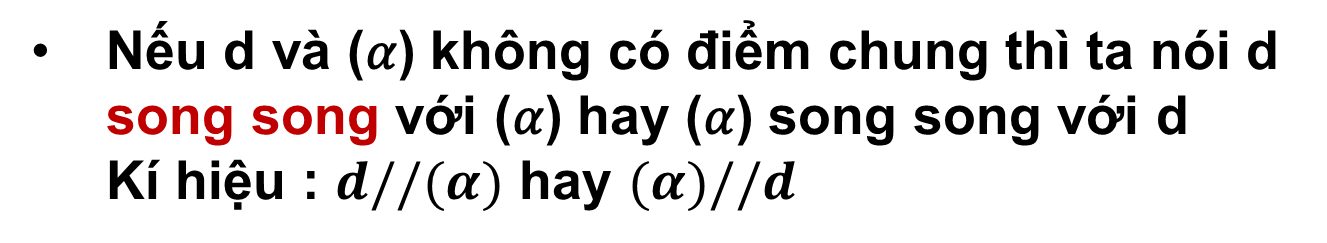 • Nếu d và (𝛼) không có điểm chung thì ta nói d
song song với (𝛼) hay (𝛼) song song với d
Kí hiệu : 𝒅//(𝜶) hay (𝜶)//𝒅